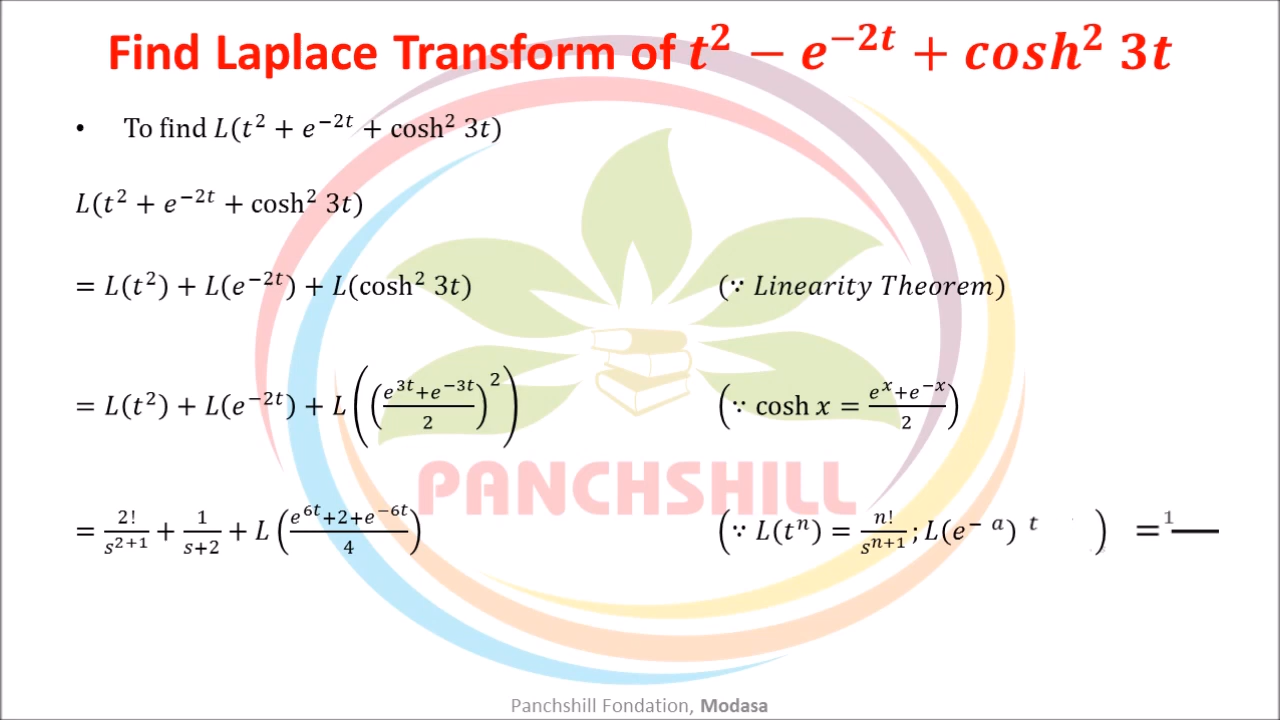 Find Laplace Transform of t² − e⁻²ᵗ + cosh² 3t
• To find L(t² + e⁻²ᵗ + cosh² 3t)
L(t² + e⁻²ᵗ + cosh² 3t)
= L(t²) + L(e⁻²ᵗ) + L(cosh² 3t) (∵ Linearity Theorem)
= L(t²) + L(e⁻²ᵗ) + L(((e³ᵗ+e⁻³ᵗ)/2)²) (∵ cosh x = (eˣ+e⁻ˣ)/2)
PANCHSHILL
= 2!/s²⁺¹ + 1/(s+2) + L((e⁶ᵗ+2+e⁻⁶ᵗ)/4) (∵ L(tⁿ) = n!/sⁿ⁺¹ ; L(e⁻ ᵃ) ᵗ ) = 1
Panchshill Fondation, Modasa